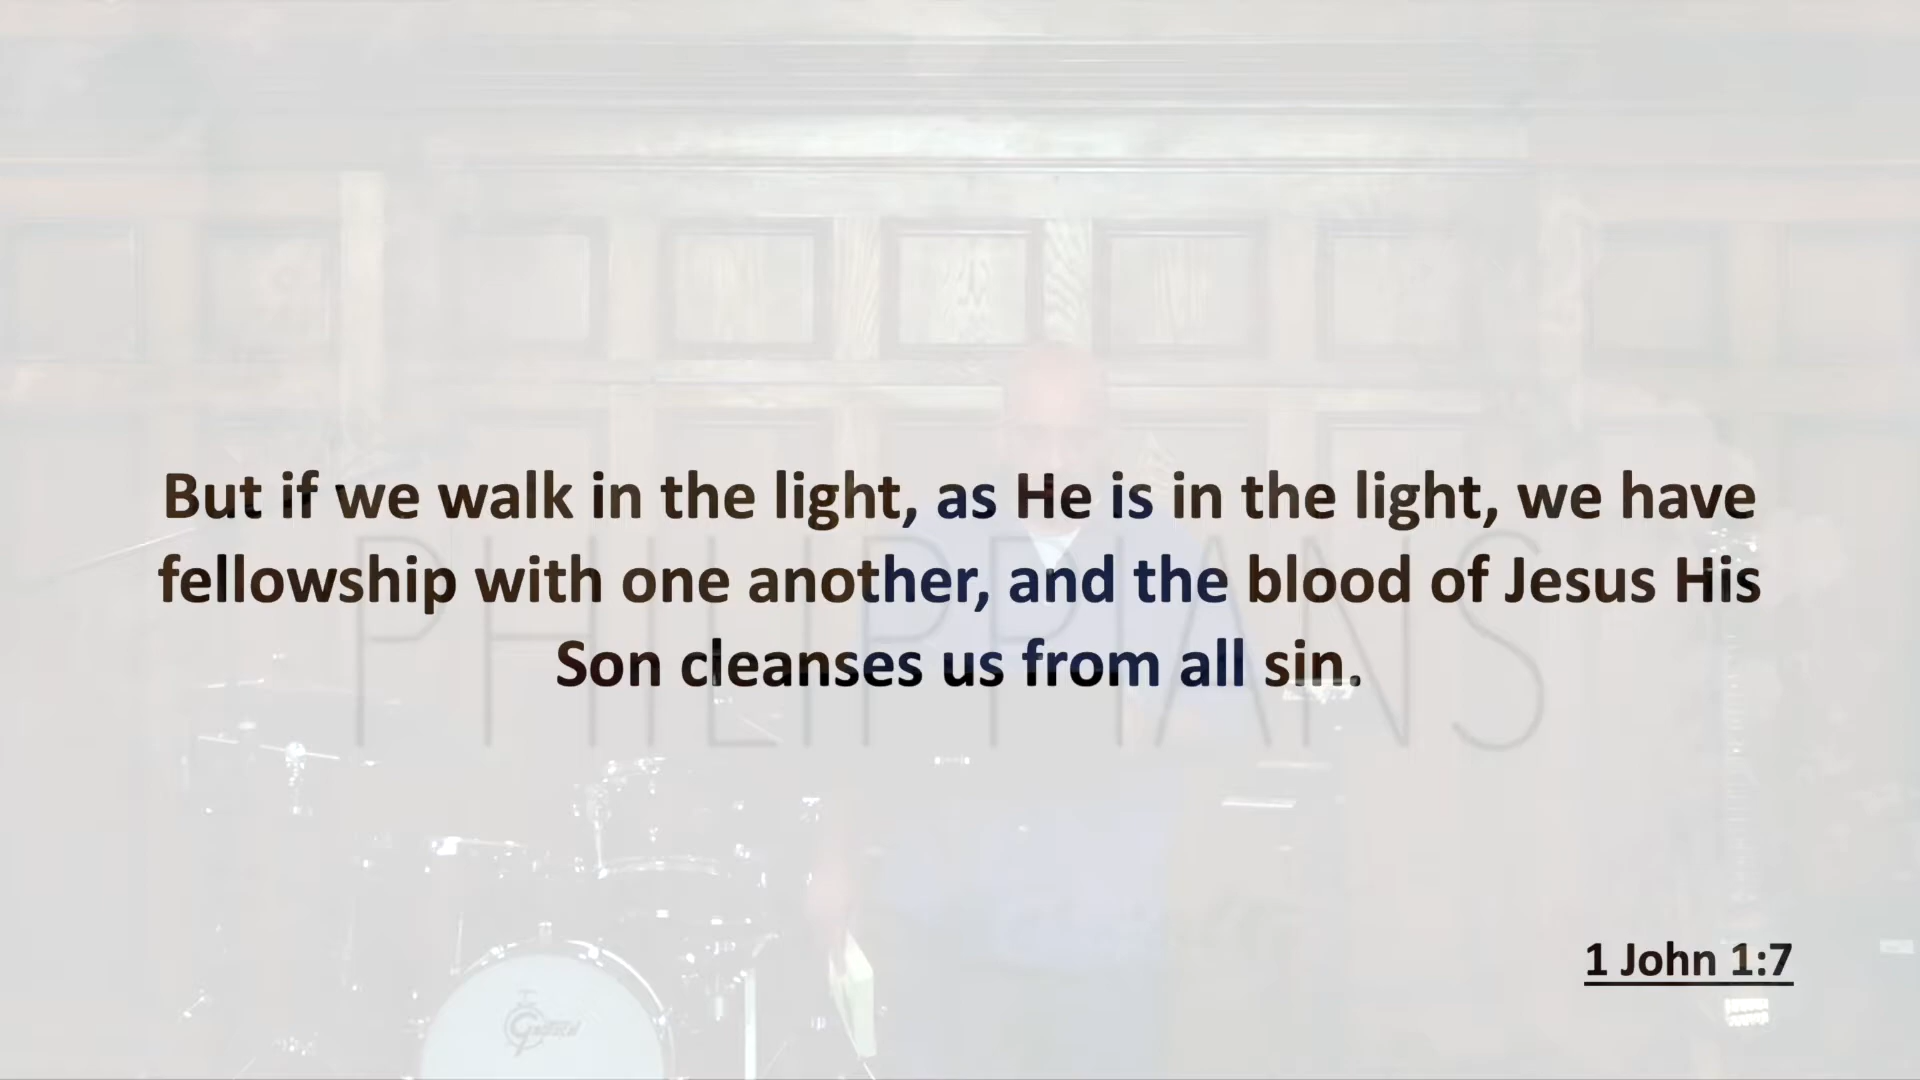 But if we walk in the light, as He is in the light, we have
fellowship with one another, and the blood of Jesus His
Son cleanses us from all sin.
PHILIPPIANS
1 John 1:7
Gretsch